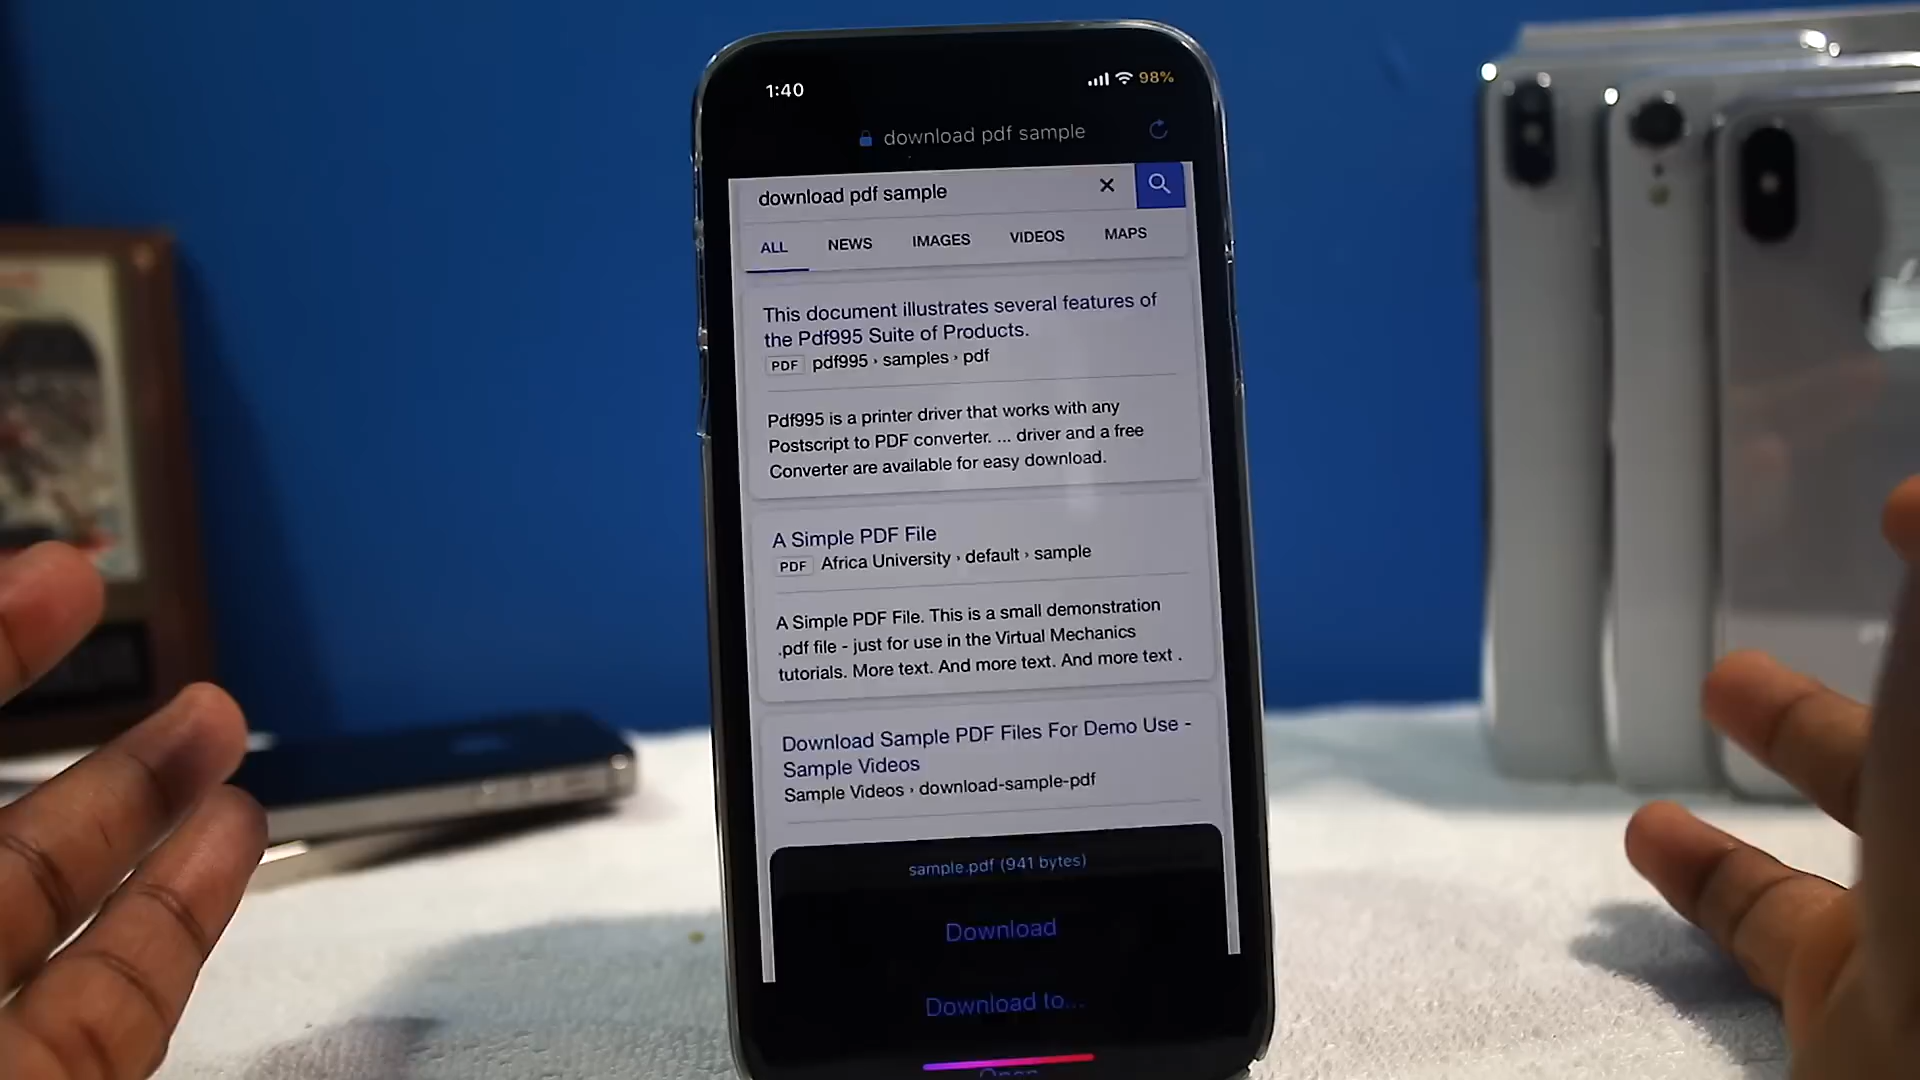 1:40
98%
download pdf sample
download pdf sample
ALL NEWS IMAGES VIDEOS MAPS
This document illustrates several features of
the Pdf995 Suite of Products.
PDF pdf995 › samples › pdf
Pdf995 is a printer driver that works with any
Postscript to PDF converter. ... driver and a free
Converter are available for easy download.
A Simple PDF File
PDF Africa University › default › sample
A Simple PDF File. This is a small demonstration
.pdf file - just for use in the Virtual Mechanics
tutorials. More text. And more text. And more text .
Download Sample PDF Files For Demo Use -
Sample Videos
Sample Videos › download-sample-pdf
sample.pdf (941 bytes)
Download
Download to...
Open